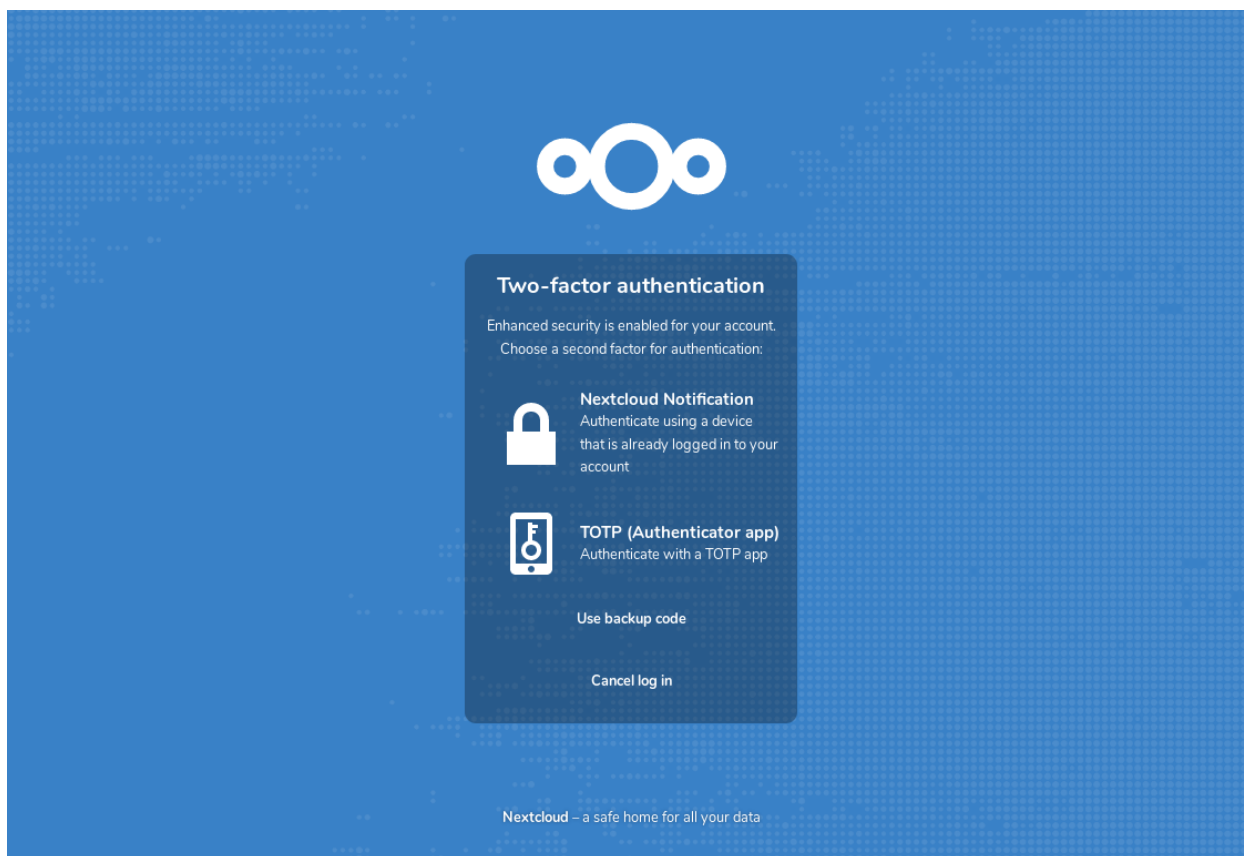 Two-factor authentication
Enhanced security is enabled for your account.
Choose a second factor for authentication:
Nextcloud Notification
Authenticate using a device
that is already logged in to your
account
TOTP (Authenticator app)
Authenticate with a TOTP app
Use backup code
Cancel log in
Nextcloud – a safe home for all your data